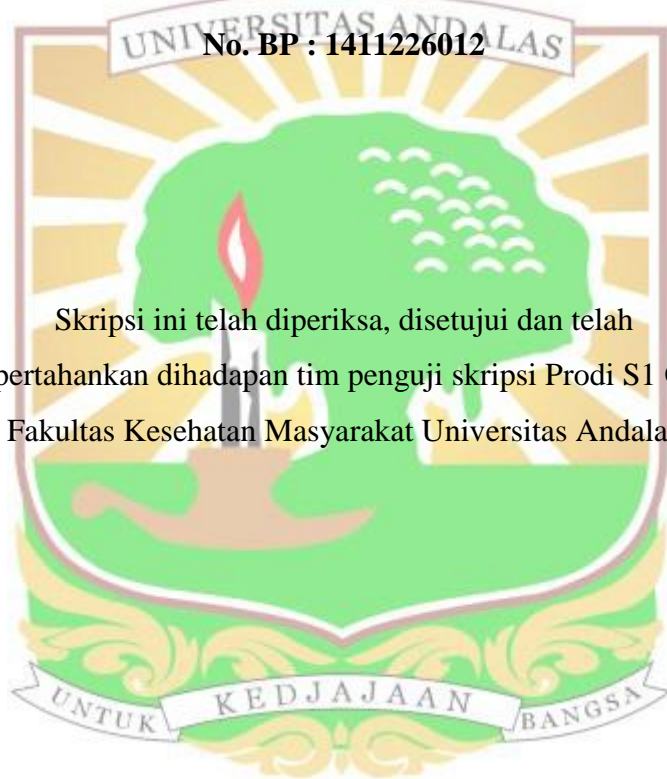 UNIVERSITAS ANDALAS
No. BP : 1411226012
Skripsi ini telah diperiksa, disetujui dan telah
pertahankan dihadapan tim penguji skripsi Prodi S1
Fakultas Kesehatan Masyarakat Universitas Andala
UNTUK KEDJAJAAN BANGSA